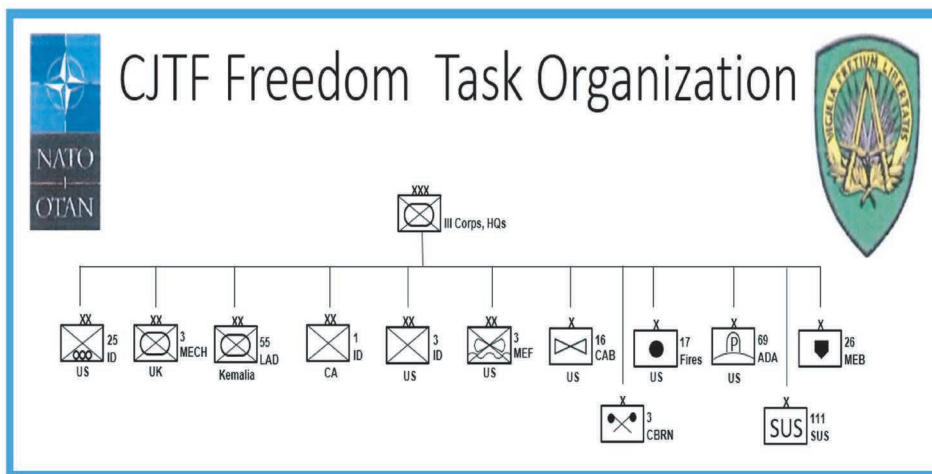 CJTF Freedom Task Organization
NATO
OTAN
VIGILIA PRETIUM LIBERTATIS
XXX
III Corps, HQs
XX
25
ID
US
XX
3
MECH
UK
XX
55
LAD
Kemalia
XX
1
ID
CA
XX
3
ID
US
XX
3
MEF
US
X
16
CAB
US
X
17
Fires
US
X
P
69
ADA
US
X
26
MEB
X
3
CBRN
X
SUS
111
SUS